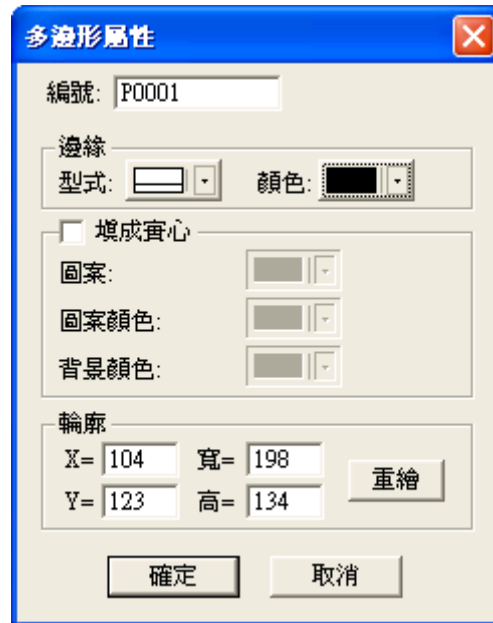 多邊形屬性
編號: P0001
邊緣
型式: 顏色:
填成實心
圖案:
圖案顏色:
背景顏色:
輪廓
X= 104 寬= 198
Y= 123 高= 134
重繪
確定 取消